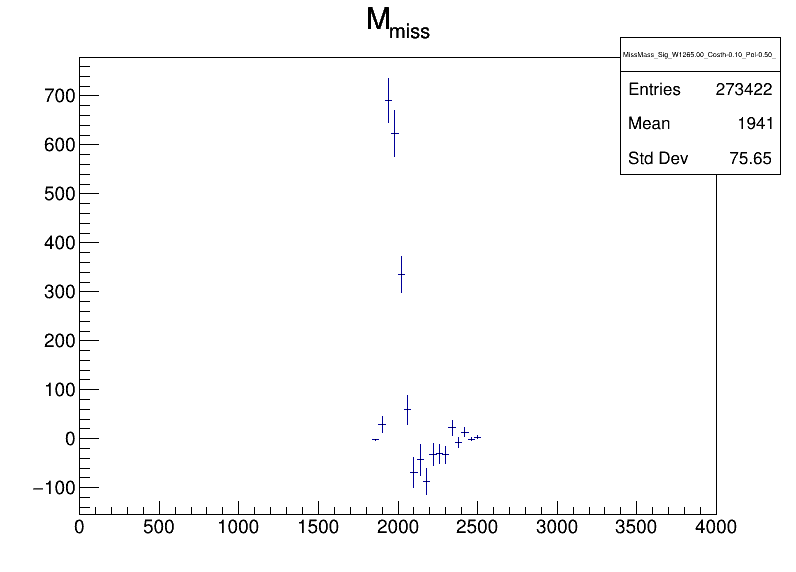 M_miss
MissMass_Sig_W1265.00_Costh-0.10_Pol-0.50_
Entries 273422
Mean 1941
Std Dev 75.65
700
600
500
400
300
200
100
0
−100
0 500 1000 1500 2000 2500 3000 3500 4000